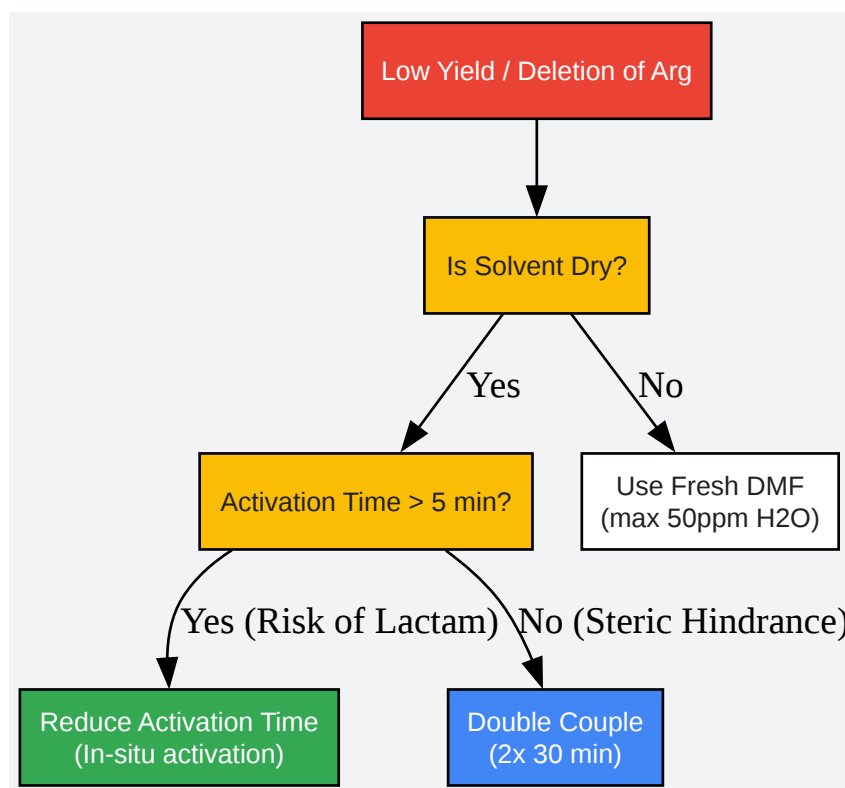 Low Yield / Deletion of Arg
Is Solvent Dry?
Yes
No
Activation Time > 5 min?
Use Fresh DMF
(max 50ppm H2O)
Yes (Risk of Lactam)
No (Steric Hindrance)
Reduce Activation Time
(In-situ activation)
Double Couple
(2x 30 min)